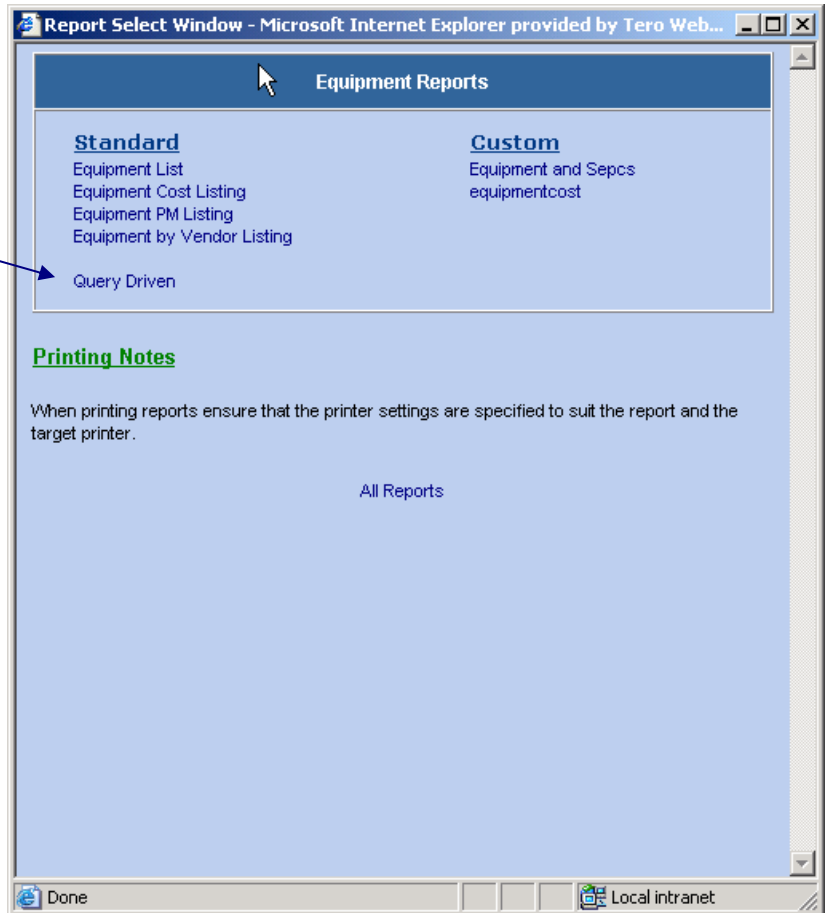 Report Select Window - Microsoft Internet Explorer provided by Tero Web...
Equipment Reports
Standard
Equipment List
Equipment Cost Listing
Equipment PM Listing
Equipment by Vendor Listing
Query Driven
Custom
Equipment and Sepcs
equipmentcost
Printing Notes
When printing reports ensure that the printer settings are specified to suit the report and the
target printer.
All Reports
Done
Local intranet